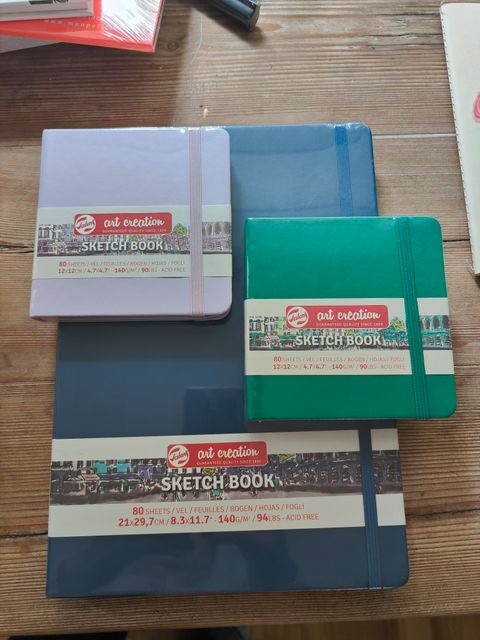 Talens
art creation
GUARANTEED QUALITY SINCE 1899
SKETCH BOOK
80 SHEETS / VEL / FEUILLES / BOGEN / HOJAS / FOGLI
12x12CM / 4.7x4.7" - 140G/M² / 90LBS - ACID FREE
Talens
art creation
GUARANTEED QUALITY SINCE 1899
SKETCH BOOK
80 SHEETS / VEL / FEUILLES / BOGEN / HOJAS / FOGLI
12x12CM / 4.7x4.7" - 140G/M² / 90LBS - ACID FREE
Talens
art creation
GUARANTEED QUALITY SINCE 1899
SKETCH BOOK
80 SHEETS / VEL / FEUILLES / BOGEN / HOJAS / FOGLI
21x29,7CM / 8.3x11.7" - 140G/M² / 94LBS - ACID FREE